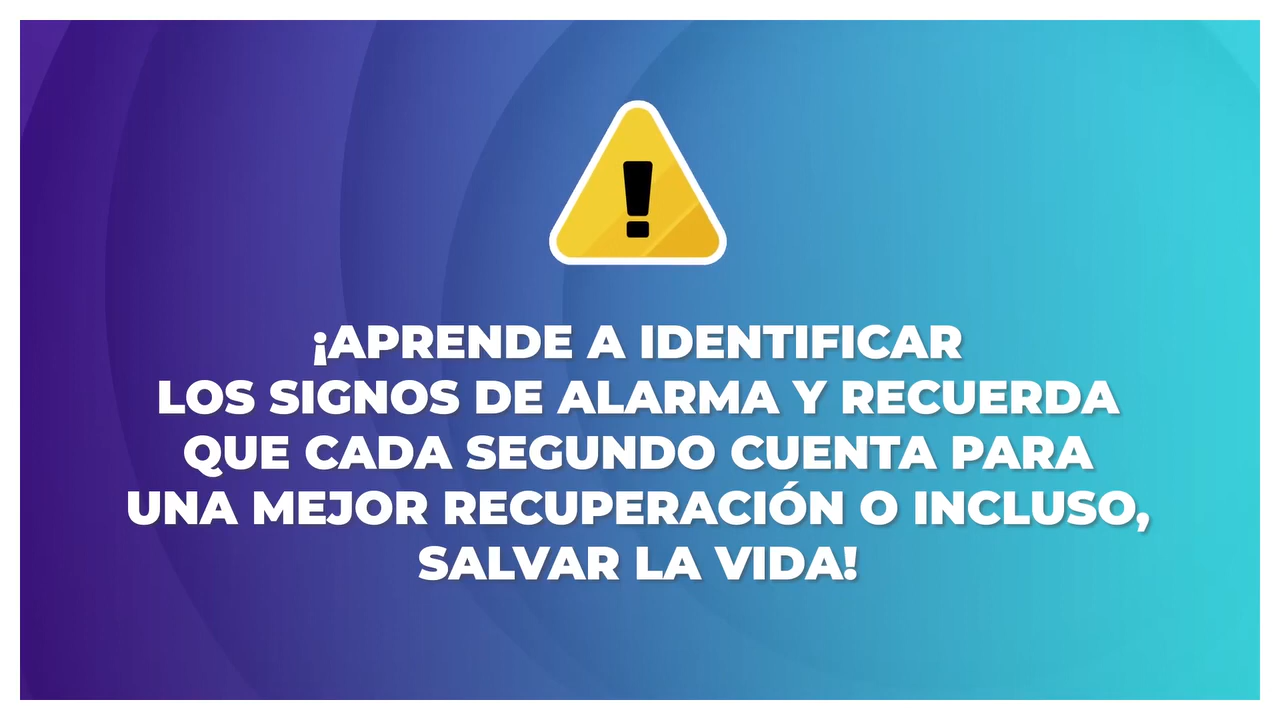 ¡APRENDE A IDENTIFICAR
LOS SIGNOS DE ALARMA Y RECUERDA
QUE CADA SEGUNDO CUENTA PARA
UNA MEJOR RECUPERACIÓN O INCLUSO,
SALVAR LA VIDA!